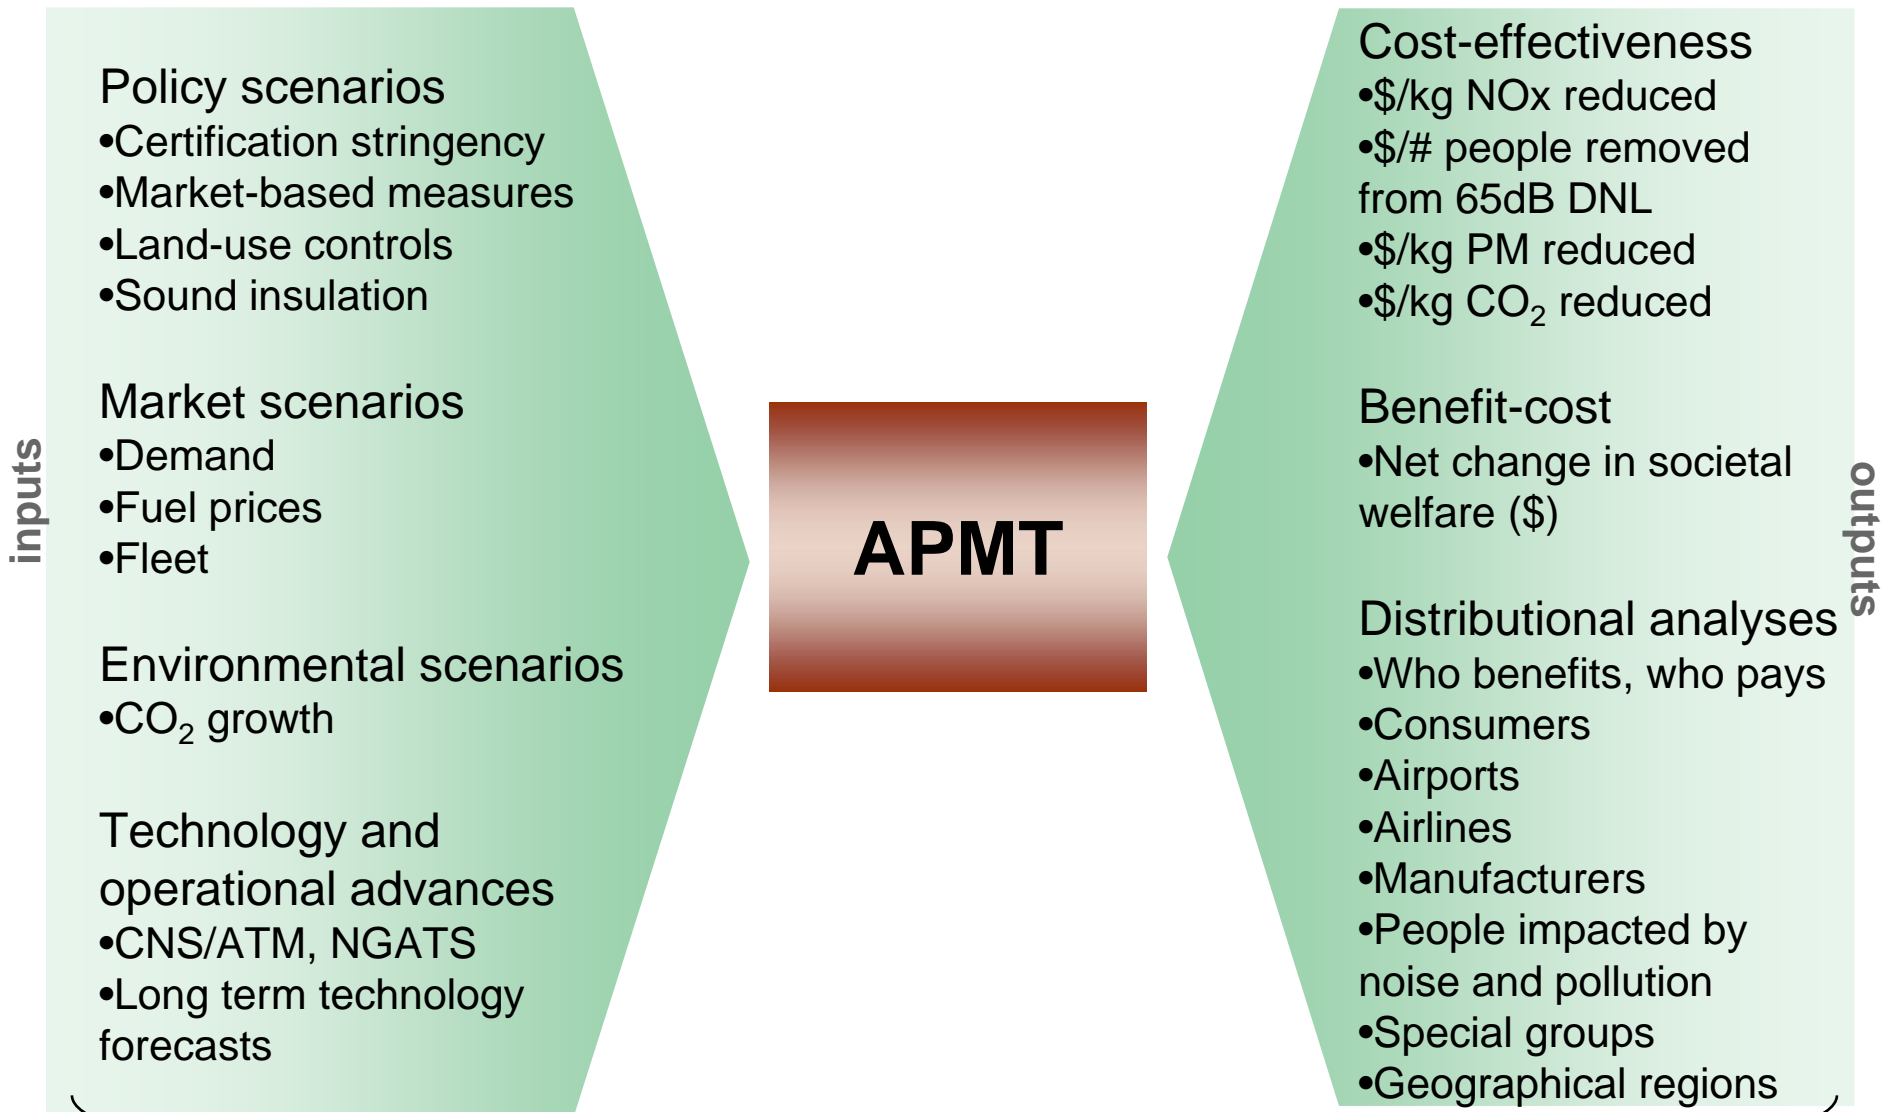 inputs
Policy scenarios
•Certification stringency
•Market-based measures
•Land-use controls
•Sound insulation
Market scenarios
•Demand
•Fuel prices
•Fleet
Environmental scenarios
•CO₂ growth
Technology and
operational advances
•CNS/ATM, NGATS
•Long term technology
forecasts
APMT
Cost-effectiveness
•$/kg NOx reduced
•$/# people removed
from 65dB DNL
•$/kg PM reduced
•$/kg CO₂ reduced
Benefit-cost
•Net change in societal
welfare ($)
Distributional analyses
•Who benefits, who pays
•Consumers
•Airports
•Airlines
•Manufacturers
•People impacted by
noise and pollution
•Special groups
•Geographical regions
outputs